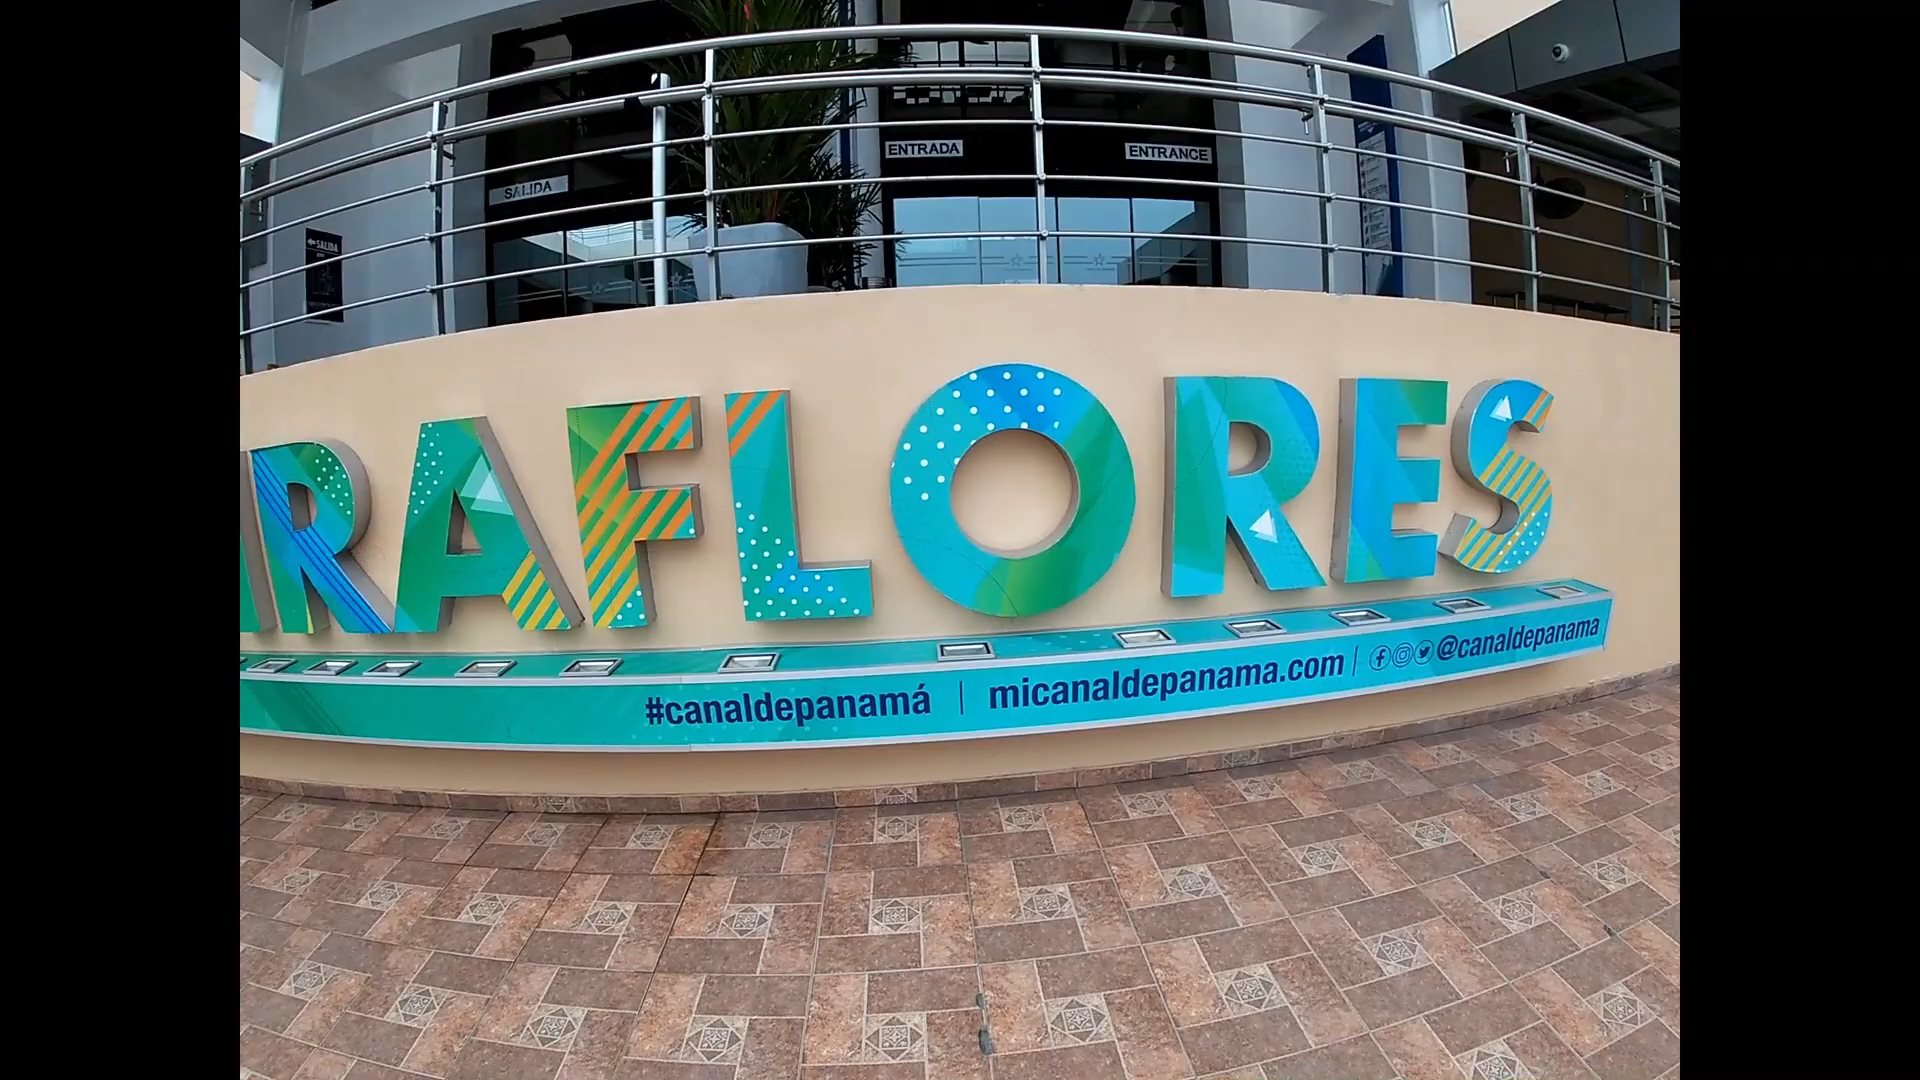 SALIDA
ENTRADA
ENTRANCE
SALIDA
IRAFLORES
#canaldepanamá | micanaldepanama.com | @canaldepanama